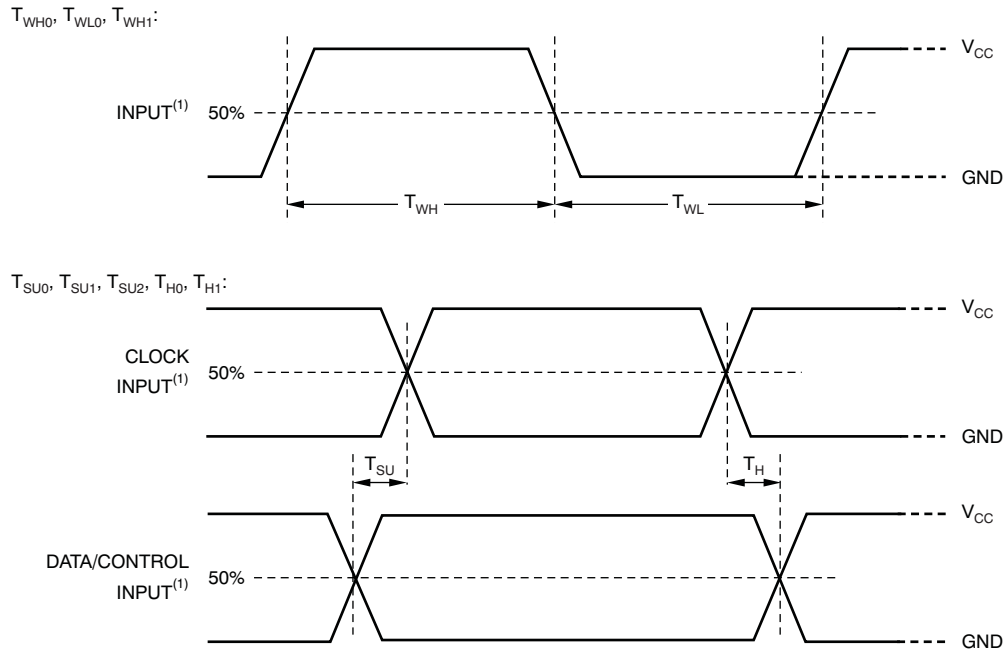 T_WH0, T_WL0, T_WH1:
V_CC
INPUT^(1) 50%
GND
T_WH T_WL
T_SU0, T_SU1, T_SU2, T_H0, T_H1:
V_CC
CLOCK
INPUT^(1) 50%
GND
T_SU T_H
V_CC
DATA/CONTROL
INPUT^(1) 50%
GND